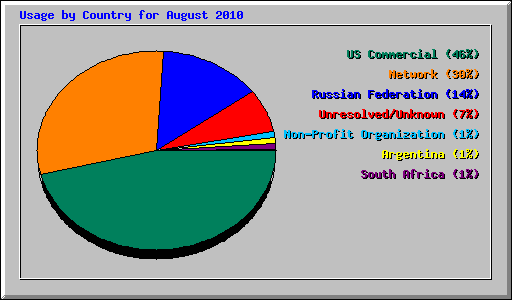 Usage by Country for August 2010
US Commercial (46%)
Network (30%)
Russian Federation (14%)
Unresolved/Unknown (7%)
Non-Profit Organization (1%)
Argentina (1%)
South Africa (1%)